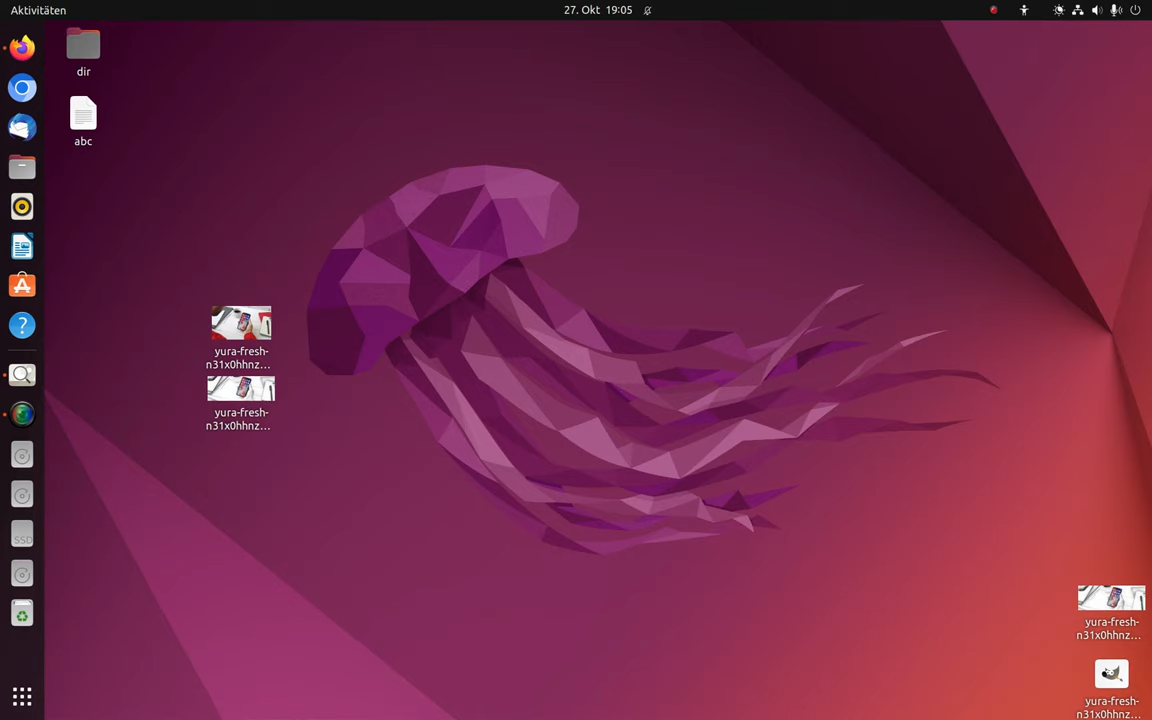 Aktivitäten
27. Okt 19:05
dir
abc
yura-fresh-
n31x0hhnz...
yura-fresh-
n31x0hhnz...
SSD
yura-fresh-
n31x0hhnz...
yura-fresh-
n31x0hhnz...